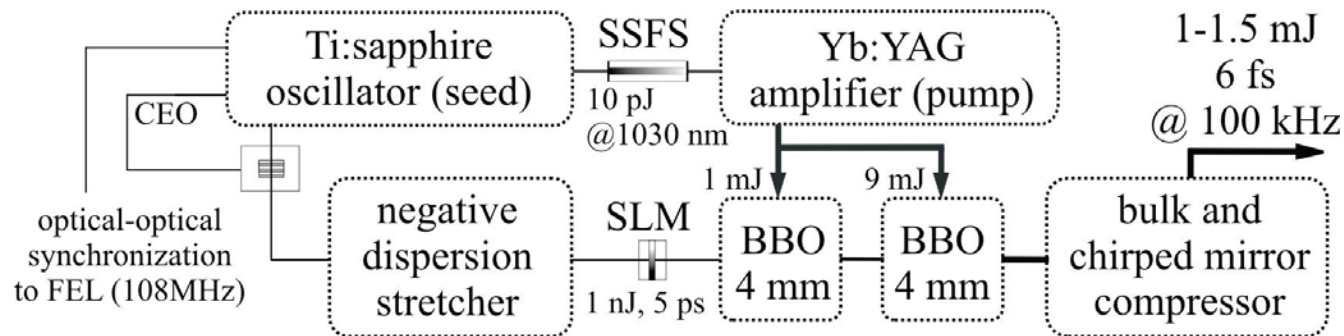 Ti:sapphire
oscillator (seed)
SSFS
10 pJ
@1030 nm
Yb:YAG
amplifier (pump)
1-1.5 mJ
6 fs
@ 100 kHz
CEO
optical-optical
synchronization
to FEL (108MHz)
negative
dispersion
stretcher
SLM
1 nJ, 5 ps
1 mJ
9 mJ
BBO
4 mm
BBO
4 mm
bulk and
chirped mirror
compressor